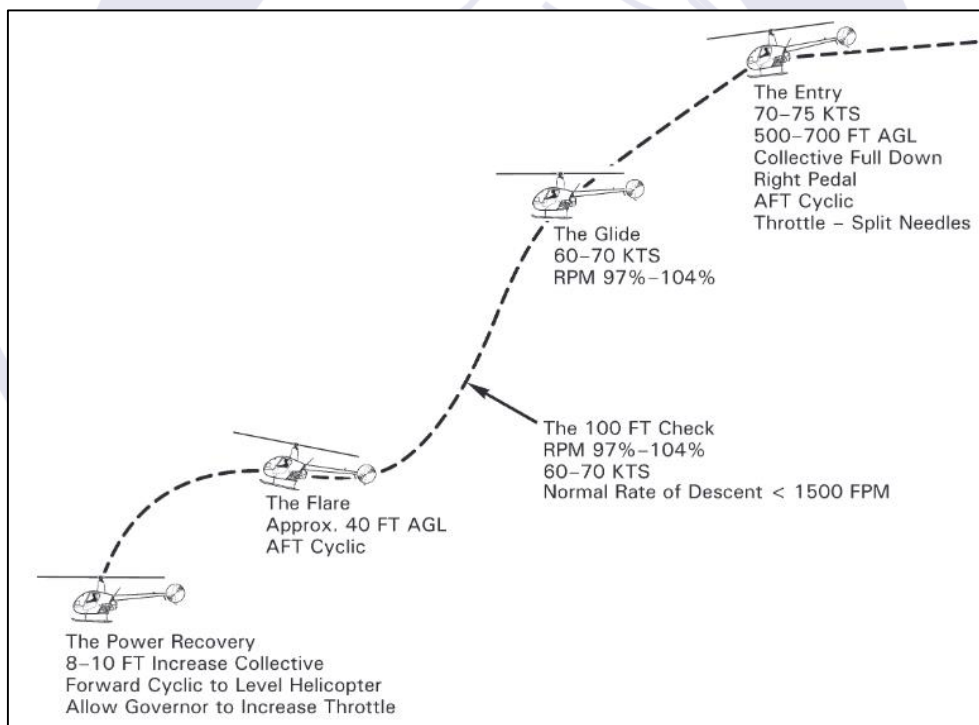 The Entry
70–75 KTS
500–700 FT AGL
Collective Full Down
Right Pedal
AFT Cyclic
Throttle – Split Needles
The Glide
60–70 KTS
RPM 97%–104%
The 100 FT Check
RPM 97%–104%
60–70 KTS
Normal Rate of Descent < 1500 FPM
The Flare
Approx. 40 FT AGL
AFT Cyclic
The Power Recovery
8–10 FT Increase Collective
Forward Cyclic to Level Helicopter
Allow Governor to Increase Throttle